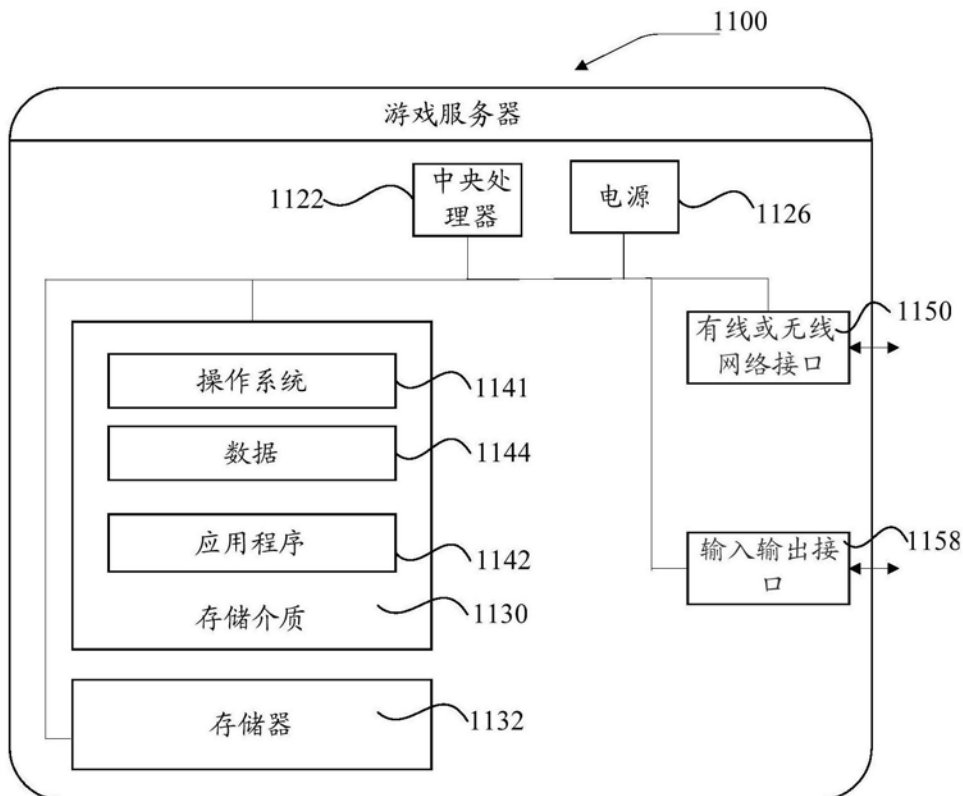 1100
游戏服务器
1122
中央处
理器
电源
1126
有线或无线
网络接口
1150
操作系统
1141
数据
1144
应用程序
1142
存储介质
1130
输入输出接
口
1158
存储器
1132